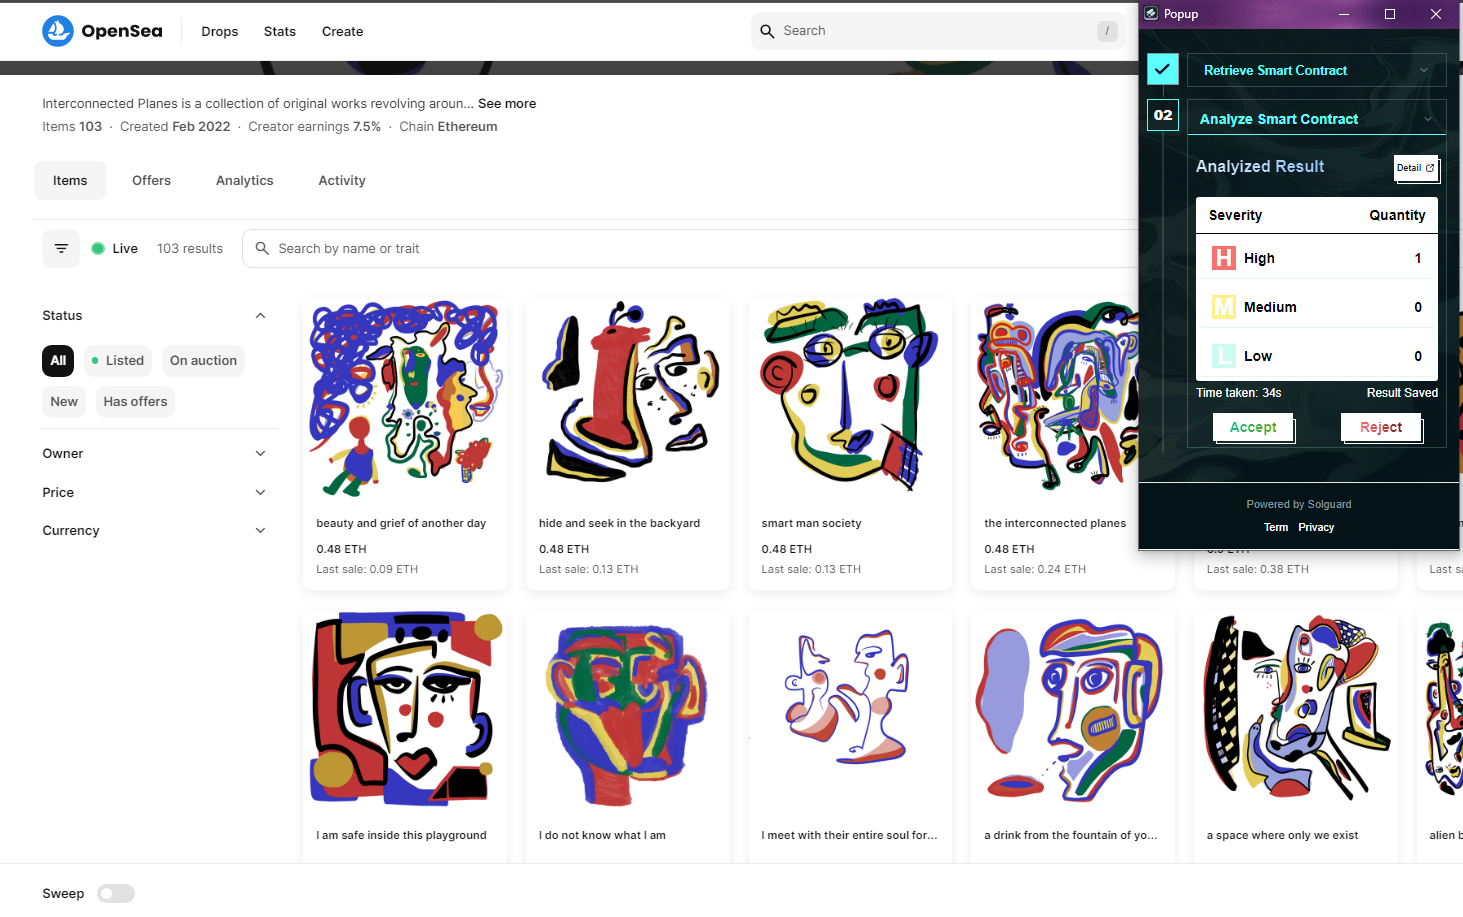 OpenSea
Drops
Stats
Create
Search
/
Interconnected Planes is a collection of original works revolving aroun... See more
Items 103 · Created Feb 2022 · Creator earnings 7.5% · Chain Ethereum
Items
Offers
Analytics
Activity
Live
103 results
Search by name or trait
Status
All
Listed
On auction
New
Has offers
Owner
Price
Currency
beauty and grief of another day
0.48 ETH
Last sale: 0.09 ETH
hide and seek in the backyard
0.48 ETH
Last sale: 0.13 ETH
smart man society
0.48 ETH
Last sale: 0.13 ETH
the interconnected planes
0.48 ETH
Last sale: 0.24 ETH
Last sale: 0.38 ETH
Last s
I am safe inside this playground
I do not know what I am
I meet with their entire soul for...
a drink from the fountain of yo...
a space where only we exist
alien b
Sweep
Popup
Retrieve Smart Contract
02
Analyze Smart Contract
Analyized Result
Detail
Severity
Quantity
H High
1
M Medium
0
L Low
0
Time taken: 34s
Result Saved
Accept
Reject
Powered by Solguard
Term
Privacy